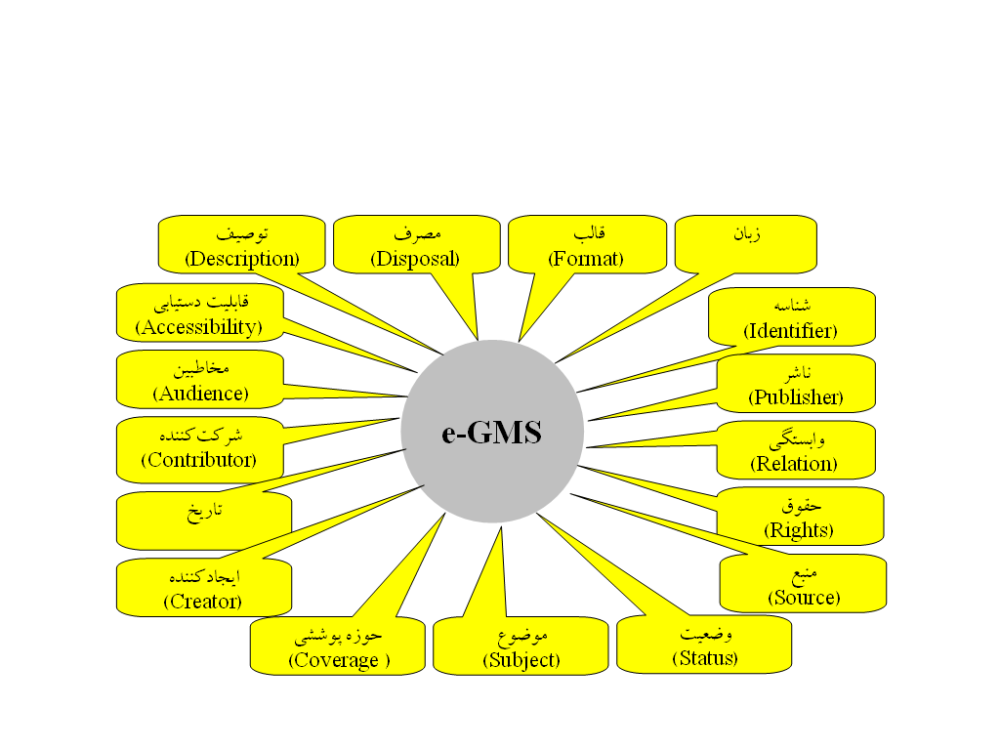 توصیف
(Description)
مصرف
(Disposal)
قالب
(Format)
زبان
قابلیت دستیابی
(Accessibility)
شناسه
(Identifier)
مخاطبین
(Audience)
ناشر
(Publisher)
e-GMS
شرکت‌کننده
(Contributor)
وابستگی
(Relation)
تاریخ
حقوق
(Rights)
ایجادکننده
(Creator)
منبع
(Source)
حوزه پوششی
(Coverage )
موضوع
(Subject)
وضعیت
(Status)